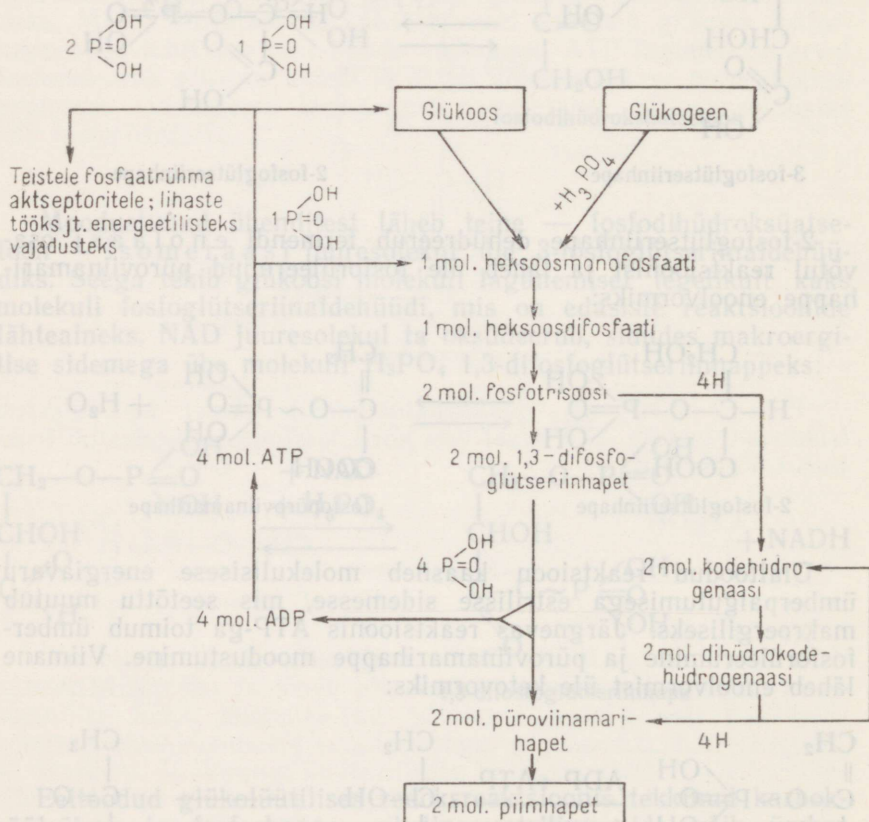 OH
2 P=O
OH
OH
1 P=O
OH
Glükoos
Glükogeen
+H3PO4
Teistele fosfaatrühma
aktseptoritele; lihaste
tööks jt. energeetilisteks
vajadusteks
OH
1 P=O
OH
1 mol. heksoosmonofosfaati
1 mol. heksoosdifosfaati
2 mol. fosfotrioosi
4H
4 mol. ATP
2 mol. 1,3-difosfo-
glütseriinhapet
OH
4 P=O
OH
2 mol. kodehüdro-
genaasi
4 mol. ADP
2 mol. dihüdrokode-
hüdrogenaasi
2 mol. püroviinamari-
hapet
4H
2 mol. piimhapet